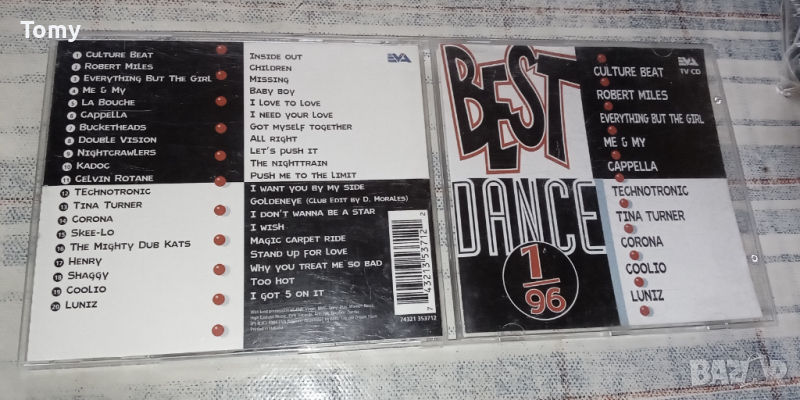 Tomy
1 Culture Beat
2 Robert Miles
3 Everything But The Girl
4 Me & My
5 La Bouche
6 Cappella
7 Bucketheads
8 Double Vision
9 Nightcrawlers
10 Kadoc
11 Celvin Rotane
12 Technotronic
13 Tina Turner
14 Corona
15 Skee-Lo
16 The Mighty Dub Kats
17 Henry
18 Shaggy
19 Coolio
20 Luniz
Inside out
Children
Missing
Baby boy
I love to love
I need your love
Got myself together
All right
Let's push it
The nighttrain
Push me to the limit
I want you by my side
Goldeneye (Club Edit by D. Morales)
I don't wanna be a star
I wish
Magic carpet ride
Stand up for love
Why you treat me so bad
Too hot
I got 5 on it
EVA
7 43213 53712 2
74321 353712
BEST
DANCE
1/96
EVA
TV CD
Culture Beat
Robert Miles
Everything But The Girl
Me & My
Cappella
Technotronic
Tina Turner
Corona
Coolio
Luniz
BAZAR